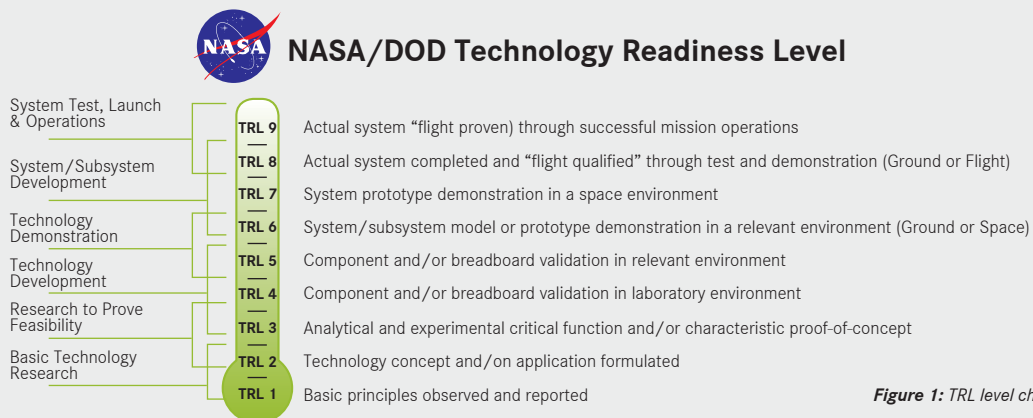 NASA
NASA/DOD Technology Readiness Level
System Test, Launch
& Operations
System/Subsystem
Development
Technology
Demonstration
Technology
Development
Research to Prove
Feasibility
Basic Technology
Research
TRL 9 Actual system “flight proven) through successful mission operations
TRL 8 Actual system completed and “flight qualified” through test and demonstration (Ground or Flight)
TRL 7 System prototype demonstration in a space environment
TRL 6 System/subsystem model or prototype demonstration in a relevant environment (Ground or Space)
TRL 5 Component and/or breadboard validation in relevant environment
TRL 4 Component and/or breadboard validation in laboratory environment
TRL 3 Analytical and experimental critical function and/or characteristic proof-of-concept
TRL 2 Technology concept and/on application formulated
TRL 1 Basic principles observed and reported
Figure 1: TRL level